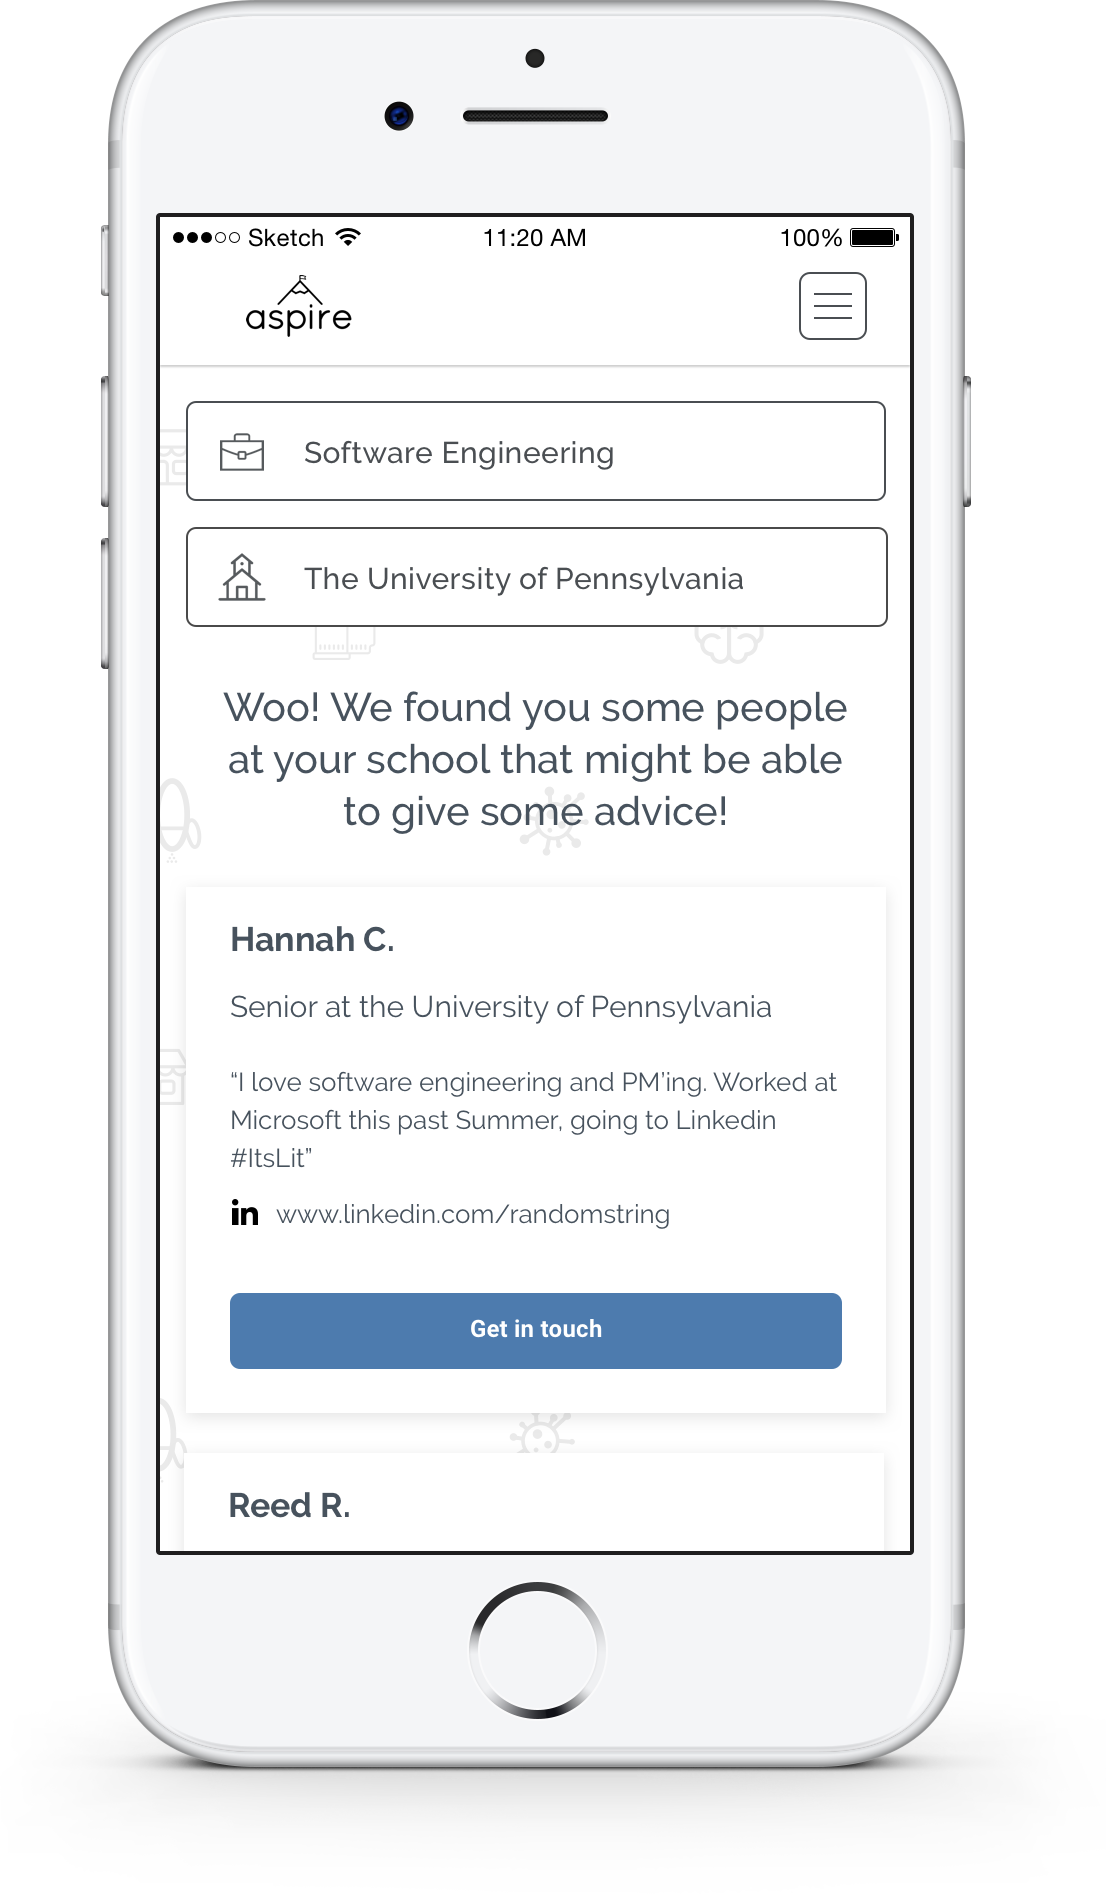 Sketch 11:20 AM 100%
aspire
Software Engineering
The University of Pennsylvania
Woo! We found you some people
at your school that might be able
to give some advice!
Hannah C.
Senior at the University of Pennsylvania
“I love software engineering and PM’ing. Worked at
Microsoft this past Summer, going to Linkedin
#ItsLit”
in www.linkedin.com/randomstring
Get in touch
Reed R.